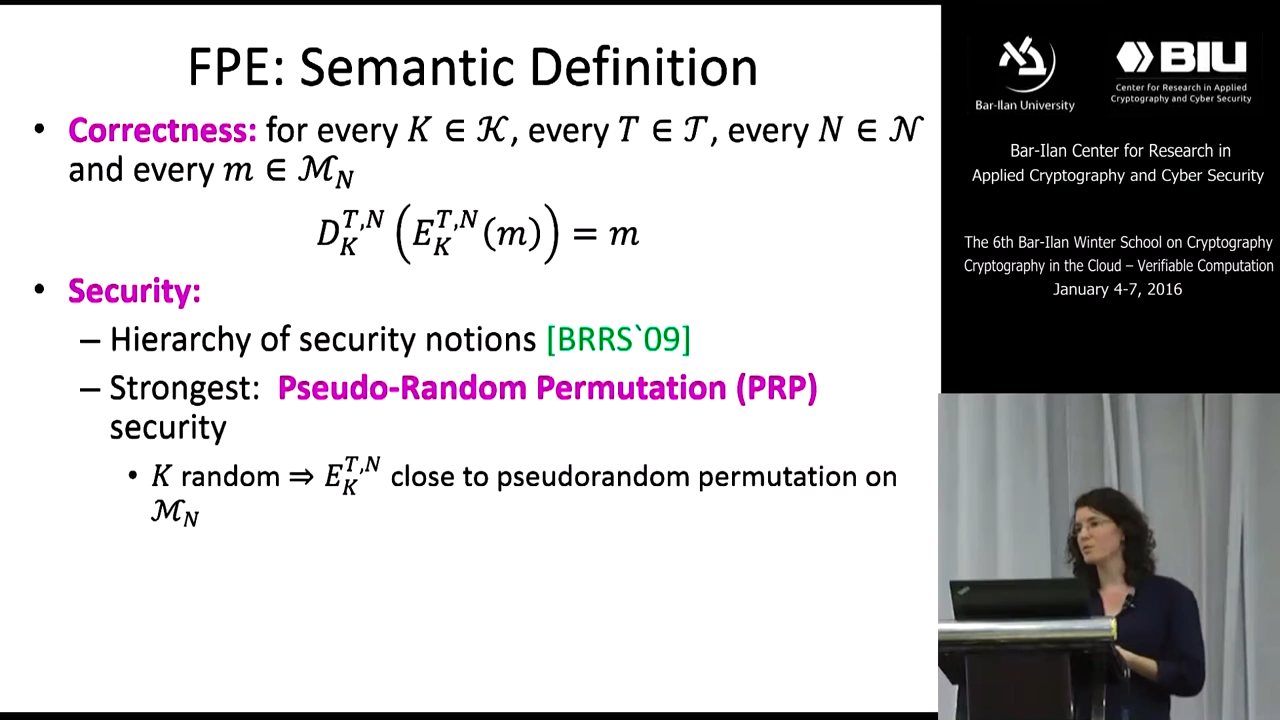 FPE: Semantic Definition
• Correctness: for every K ∈ 𝒦, every T ∈ 𝒯, every N ∈ 𝒩
and every m ∈ ℳ_N
D_K^{T,N} (E_K^{T,N}(m)) = m
• Security:
– Hierarchy of security notions [BRRS`09]
– Strongest: Pseudo-Random Permutation (PRP)
security
• K random ⇒ E_K^{T,N} close to pseudorandom permutation on
ℳ_N
Bar-Ilan University
BIU
Center for Research in Applied
Cryptography and Cyber Security
Bar-Ilan Center for Research in
Applied Cryptography and Cyber Security
The 6th Bar-Ilan Winter School on Cryptography
Cryptography in the Cloud – Verifiable Computation
January 4-7, 2016